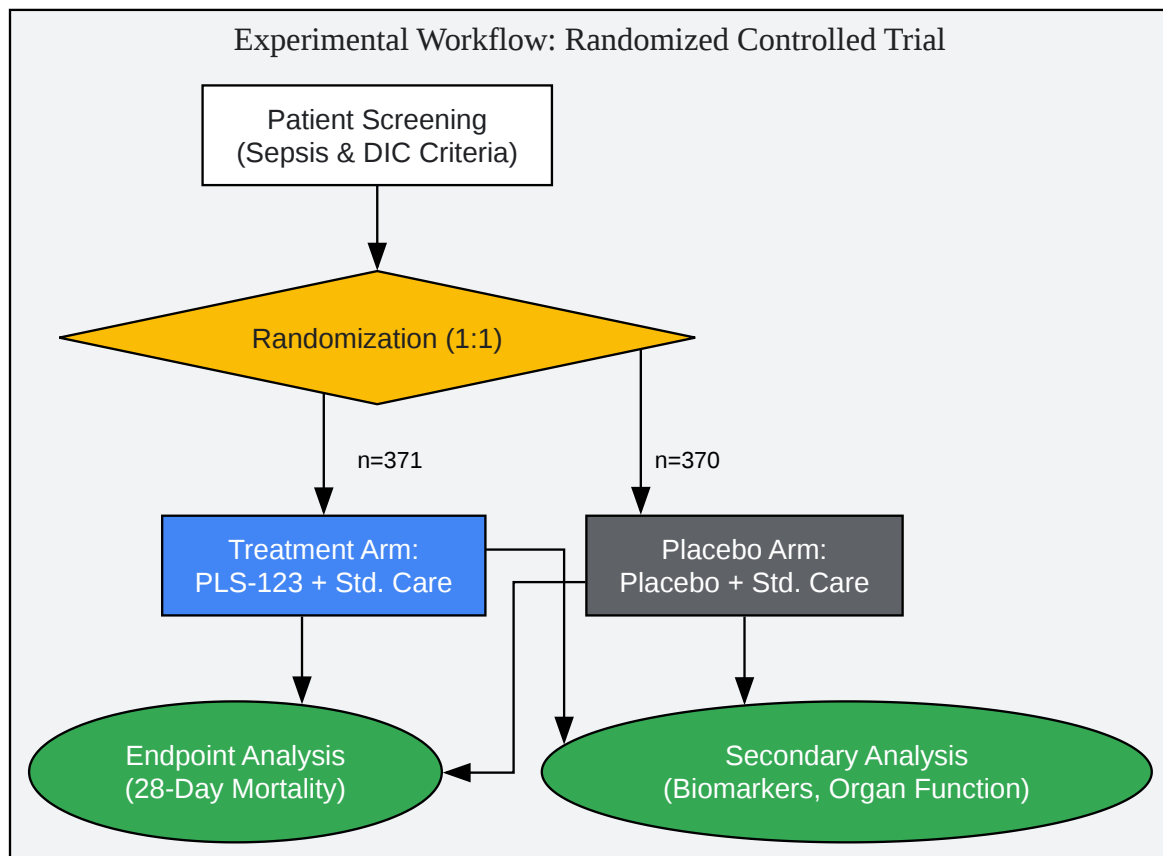 Experimental Workflow: Randomized Controlled Trial
Patient Screening
(Sepsis & DIC Criteria)
Randomization (1:1)
n=371
n=370
Treatment Arm:
PLS-123 + Std. Care
Placebo Arm:
Placebo + Std. Care
Endpoint Analysis
(28-Day Mortality)
Secondary Analysis
(Biomarkers, Organ Function)